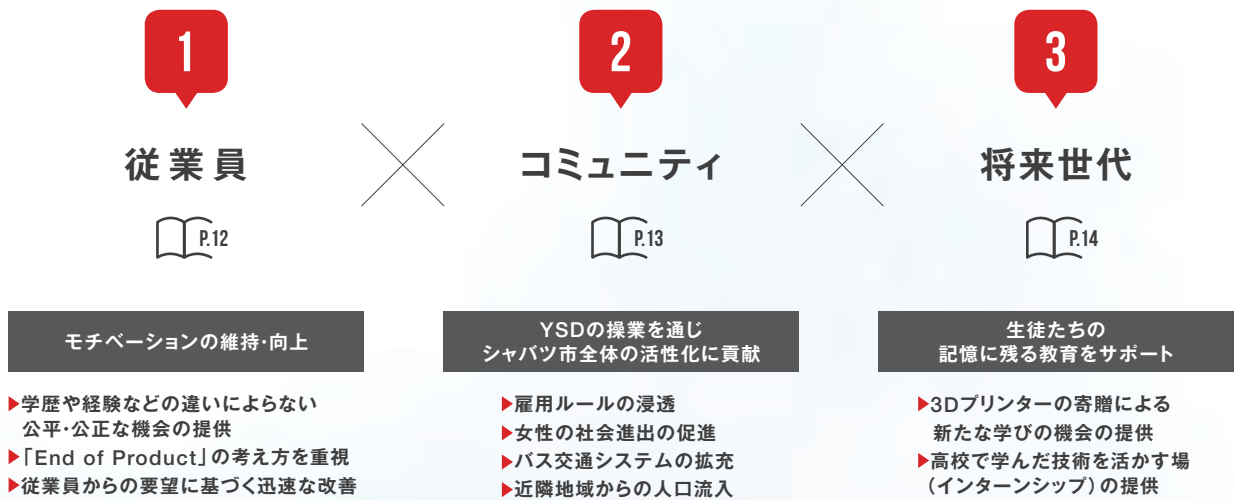 1
従業員
P.12
モチベーションの維持・向上
▶学歴や経験などの違いによらない
公平・公正な機会の提供
▶「End of Product」の考え方を重視
▶従業員からの要望に基づく迅速な改善
2
コミュニティ
P.13
YSDの操業を通じ
シャバツ市全体の活性化に貢献
▶雇用ルールの浸透
▶女性の社会進出の促進
▶バス交通システムの拡充
▶近隣地域からの人口流入
3
将来世代
P.14
生徒たちの
記憶に残る教育をサポート
▶3Dプリンターの寄贈による
新たな学びの機会の提供
▶高校で学んだ技術を活かす場
(インターンシップ)の提供